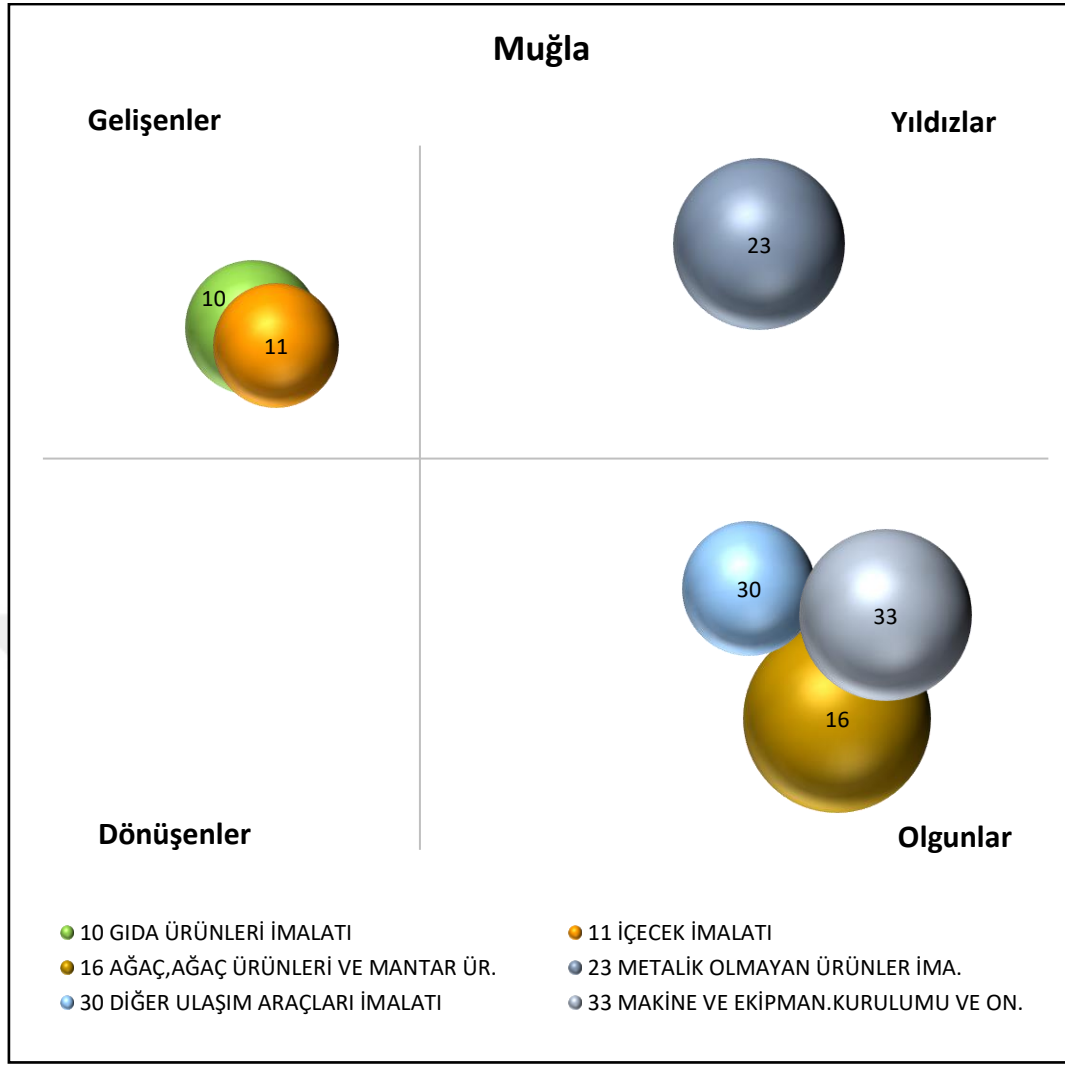 Muğla
Gelişenler
Yıldızlar
23
10
11
30
33
16
Dönüşenler
Olgunlar
10 GIDA ÜRÜNLERİ İMALATI
11 İÇECEK İMALATI
16 AĞAÇ,AĞAÇ ÜRÜNLERİ VE MANTAR ÜR.
23 METALİK OLMAYAN ÜRÜNLER İMA.
30 DİĞER ULAŞIM ARAÇLARI İMALATI
33 MAKİNE VE EKİPMAN.KURULUMU VE ON.